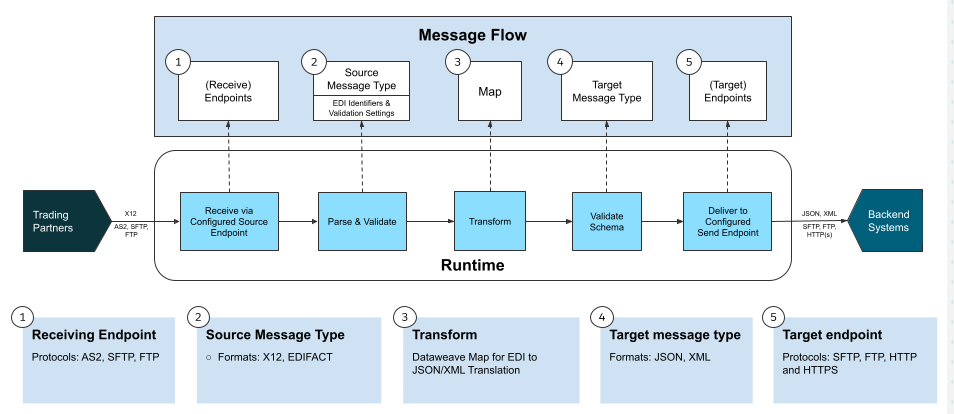 Message Flow
1
(Receive)
Endpoints
2
Source
Message Type
EDI Identifiers &
Validation Settings
3
Map
4
Target
Message Type
5
(Target)
Endpoints
Trading
Partners
X12
AS2, SFTP,
FTP
Receive via
Configured Source
Endpoint
Parse & Validate
Transform
Validate
Schema
Deliver to
Configured
Send Endpoint
JSON, XML
SFTP, FTP,
HTTP(s)
Backend
Systems
Runtime
1
Receiving Endpoint
Protocols: AS2, SFTP, FTP
2
Source Message Type
○ Formats: X12, EDIFACT
3
Transform
Dataweave Map for EDI to
JSON/XML Translation
4
Target message type
Formats: JSON, XML
5
Target endpoint
Protocols: SFTP, FTP, HTTP
and HTTPS